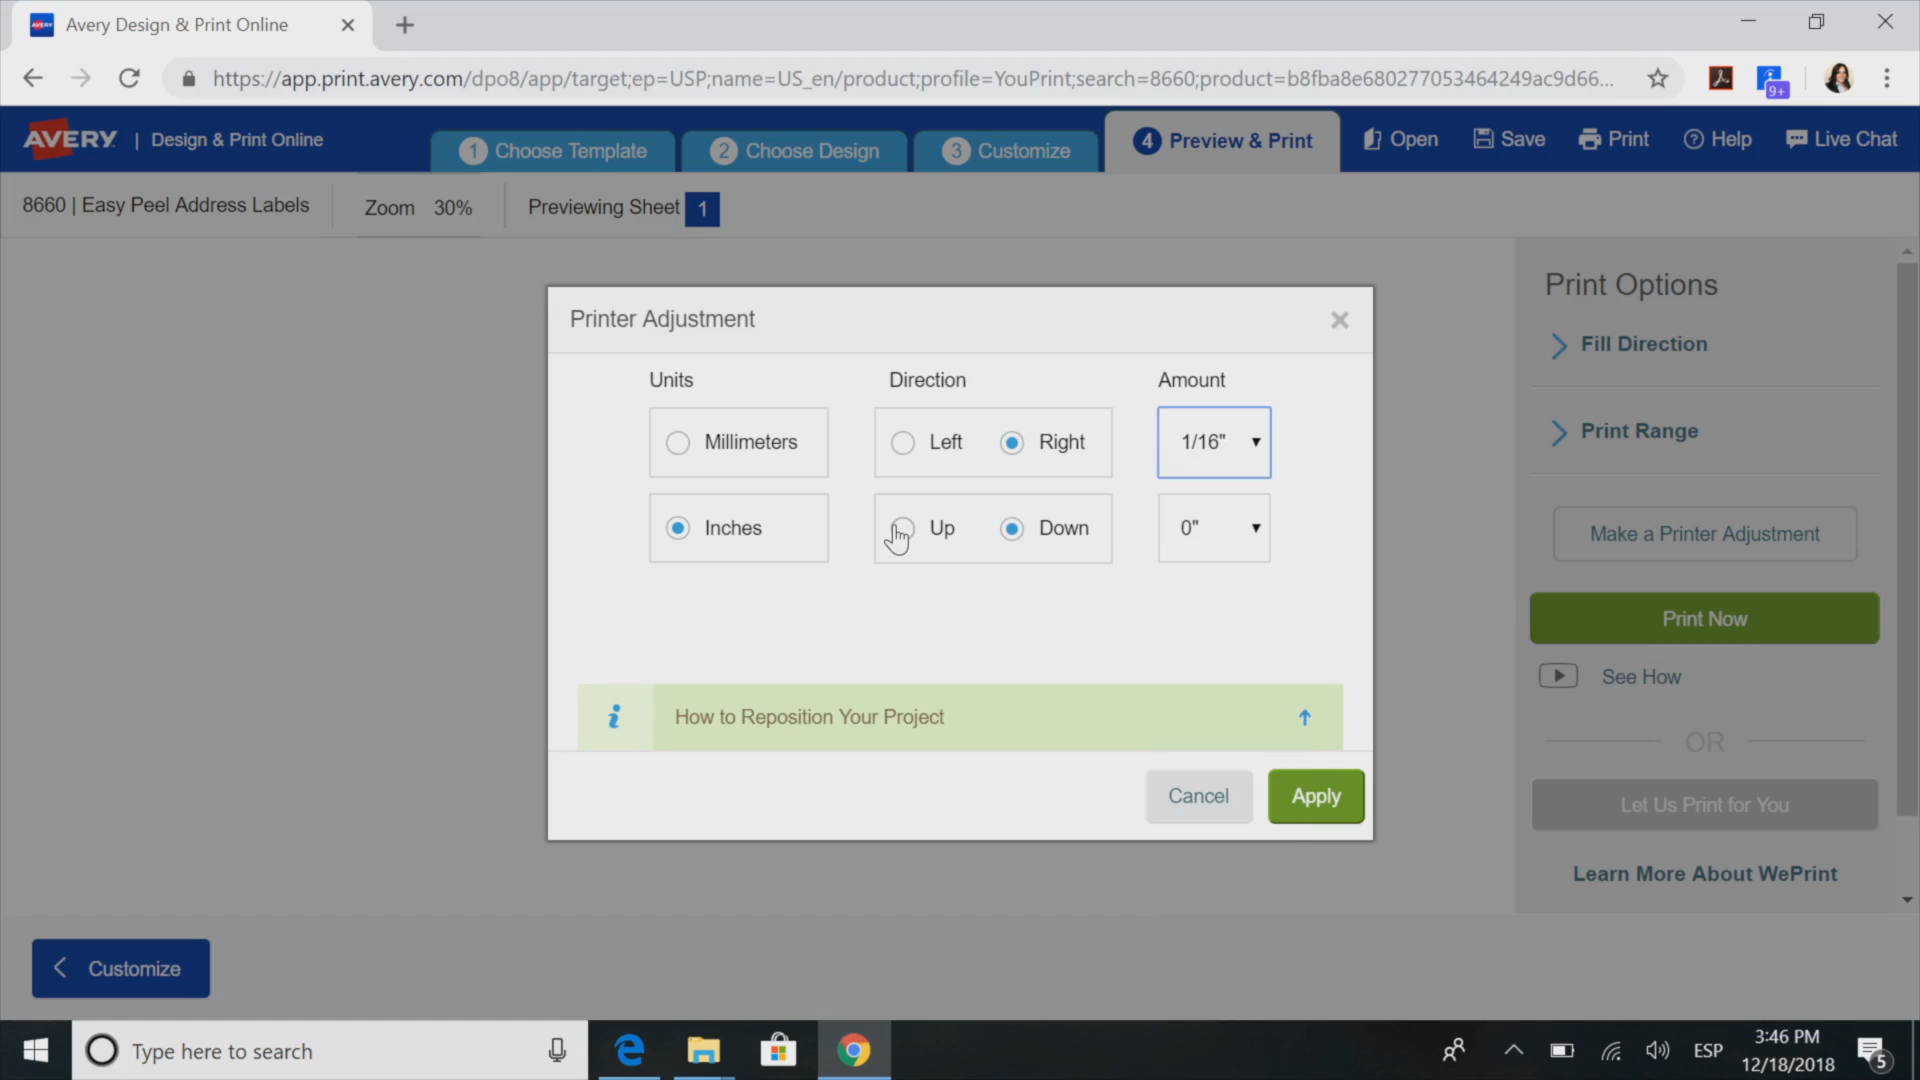 Avery Design & Print Online
https://app.print.avery.com/dpo8/app/target;ep=USP;name=US_en/product;profile=YouPrint;search=8660;product=b8fba8e680277053464249ac9d66...
9+
AVERY | Design & Print Online
1 Choose Template
2 Choose Design
3 Customize
4 Preview & Print
Open
Save
Print
Help
Live Chat
8660 | Easy Peel Address Labels
Zoom 30%
Previewing Sheet 1
Printer Adjustment
Units
Direction
Amount
Millimeters
Left
Right
1/16"
Inches
Up
Down
0"
How to Reposition Your Project
Cancel
Apply
Print Options
Fill Direction
Print Range
Make a Printer Adjustment
Print Now
See How
OR
Let Us Print for You
Learn More About WePrint
Customize
Type here to search
ESP
3:46 PM
12/18/2018
5